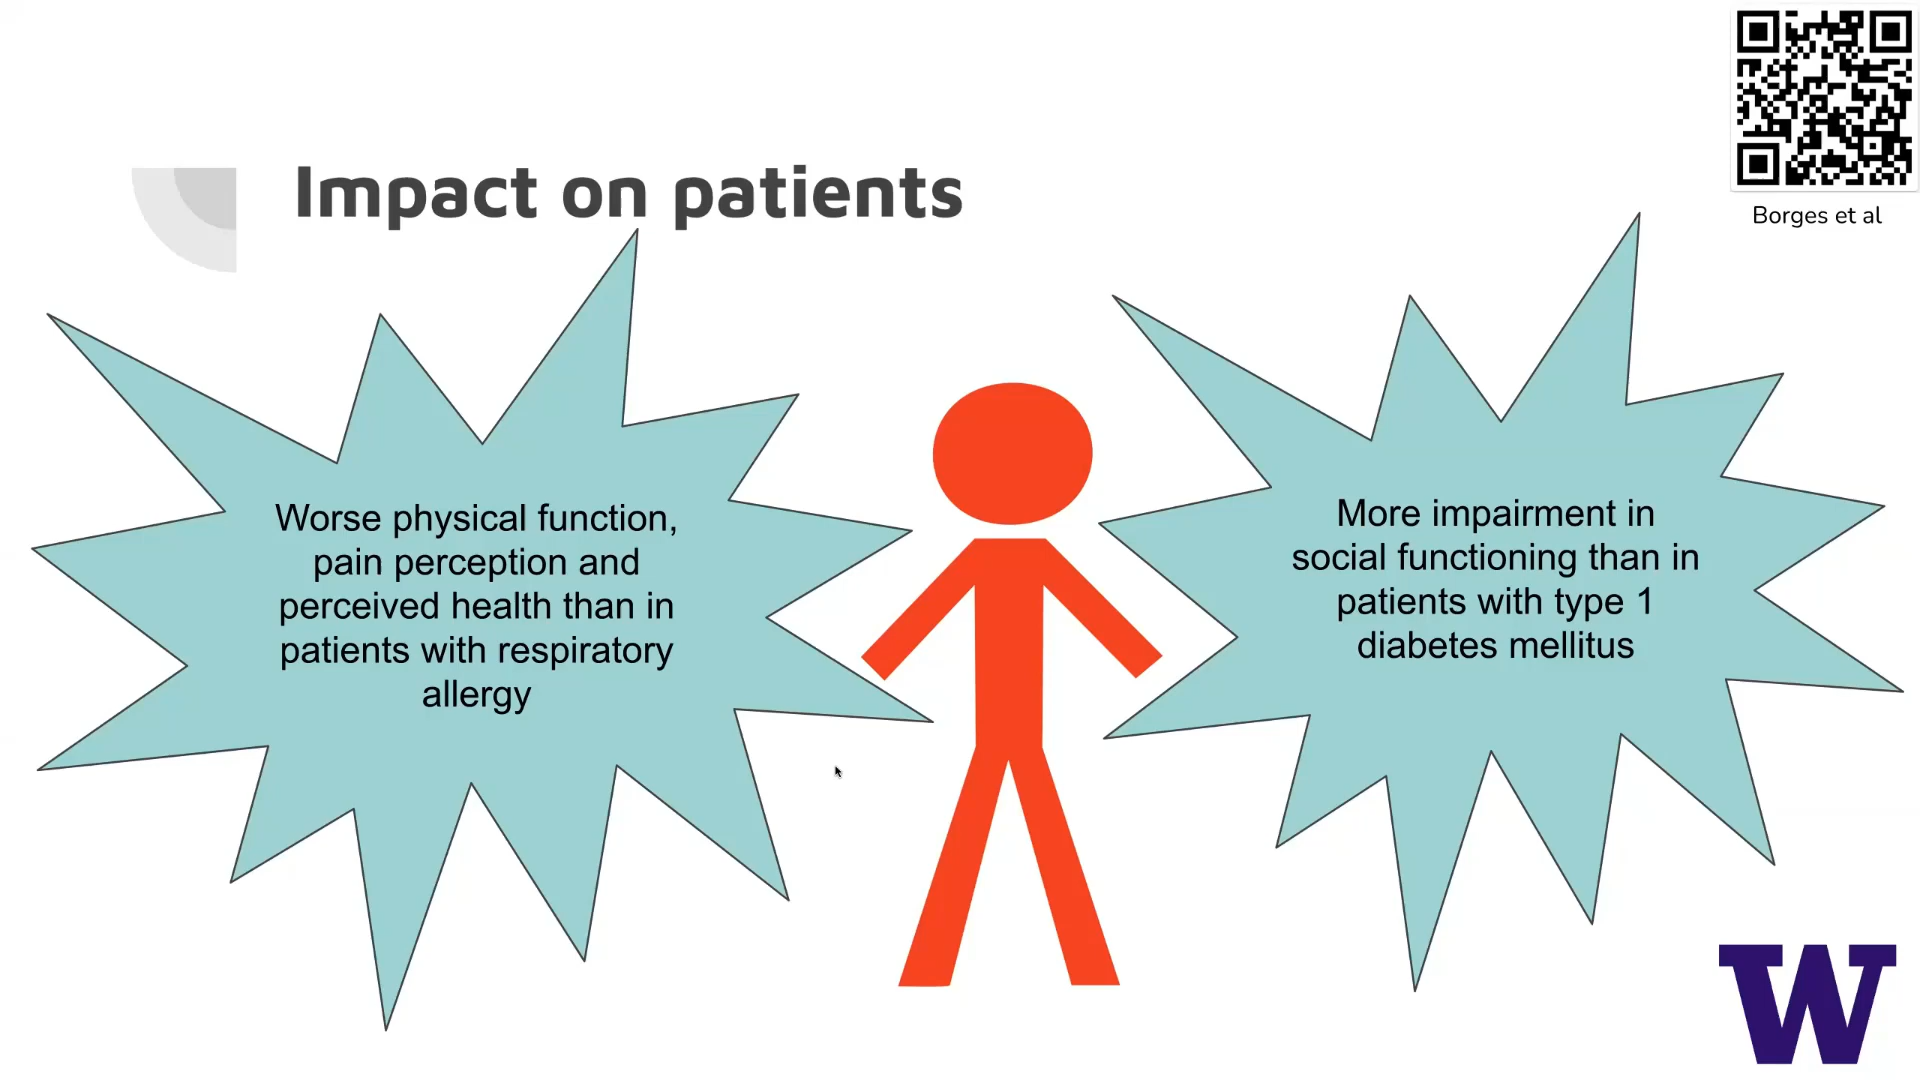 Impact on patients
Borges et al
Worse physical function,
pain perception and
perceived health than in
patients with respiratory
allergy
More impairment in
social functioning than in
patients with type 1
diabetes mellitus
W